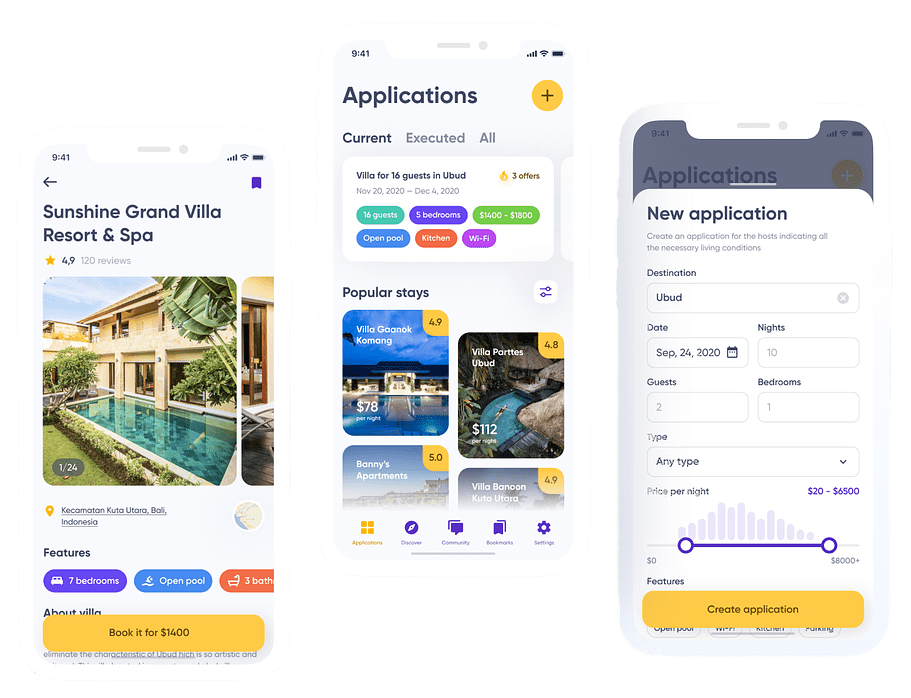 9:41
Sunshine Grand Villa
Resort & Spa
4,9 120 reviews
1/24
Kecamatan Kuta Utara, Bali,
Indonesia
Features
7 bedrooms
Open pool
3 bath
About villa
Book it for $1400
eliminate the characteristic of Ubud hich is so artistic and
9:41
Applications
Current Executed All
Villa for 16 guests in Ubud
3 offers
Nov 20, 2020 — Dec 4, 2020
16 guests 5 bedrooms $1400 - $1800
Open pool Kitchen Wi-Fi
Popular stays
Villa Gaanok
Komang
4.9
$78
per night
Villa Parttes
Ubud
4.8
$112
per night
Banny's
Apartments
5.0
Villa Banoon
Kuta Utara
4.9
Applications Discover Community Bookmarks Settings
9:41
Applications
New application
Create an application for the hosts indicating all
the necessary living conditions
Destination
Ubud
Date Nights
Sep, 24, 2020 10
Guests Bedrooms
2 1
Type
Any type
Price per night $20 - $6500
$0 $8000+
Features
Create application
Open pool Wi-Fi Kitchen Parking